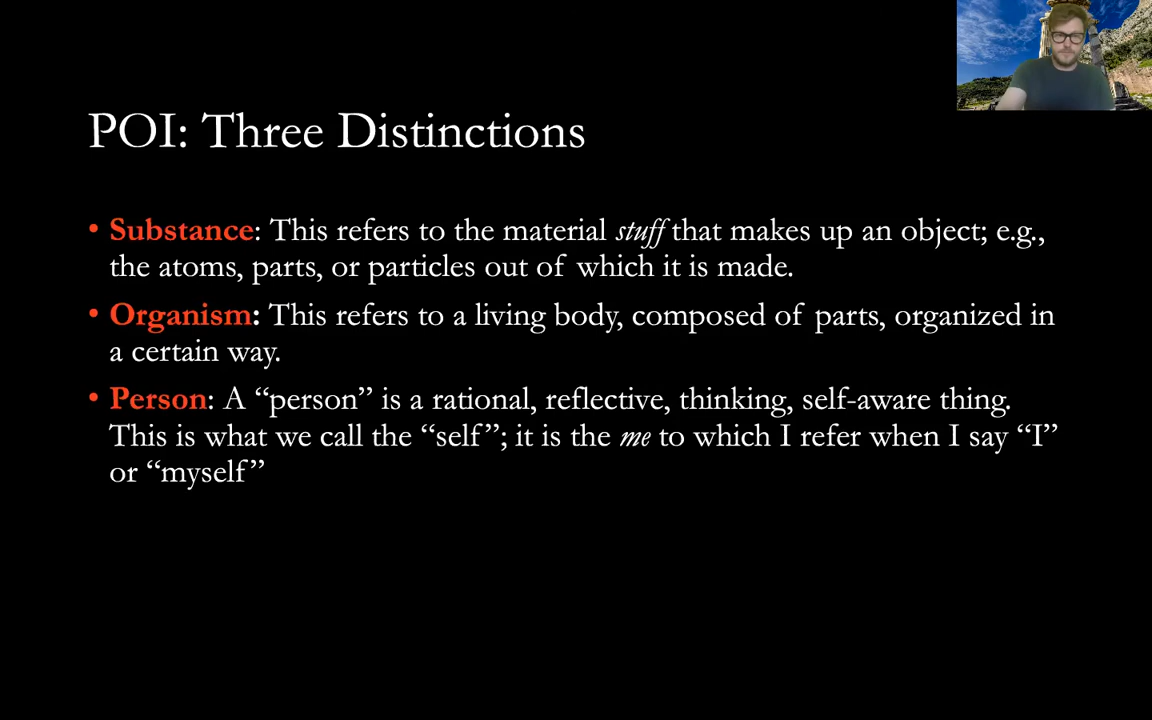 POI: Three Distinctions
• Substance: This refers to the material stuff that makes up an object; e.g.,
the atoms, parts, or particles out of which it is made.
• Organism: This refers to a living body, composed of parts, organized in
a certain way.
• Person: A “person” is a rational, reflective, thinking, self-aware thing.
This is what we call the “self”; it is the me to which I refer when I say “I”
or “myself”